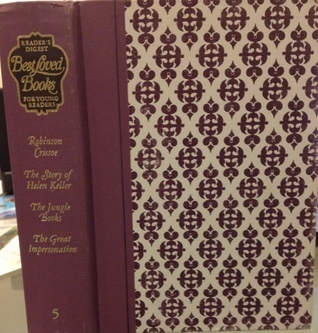 READER'S
DIGEST
Best Loved
Books
FOR YOUNG
READERS
Robinson
Crusoe
The Story of
Helen Keller
The Jungle
Books
The Great
Impersonation
5